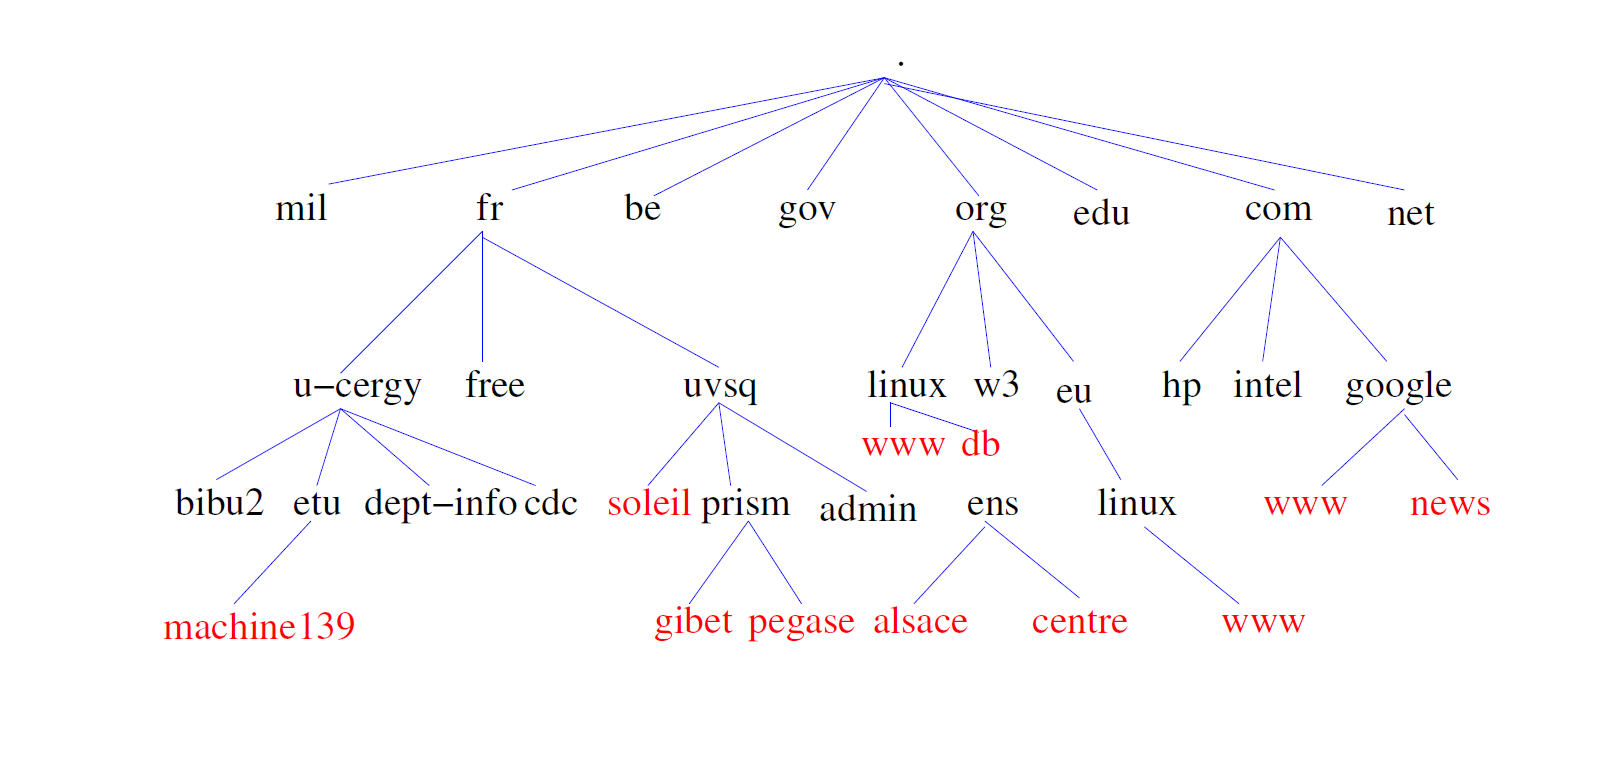 .
mil fr be gov org edu com net
u−cergy free uvsq linux w3 eu hp intel google
www db
bibu2 etu dept−info cdc soleil prism admin ens linux www news
machine139 gibet pegase alsace centre www